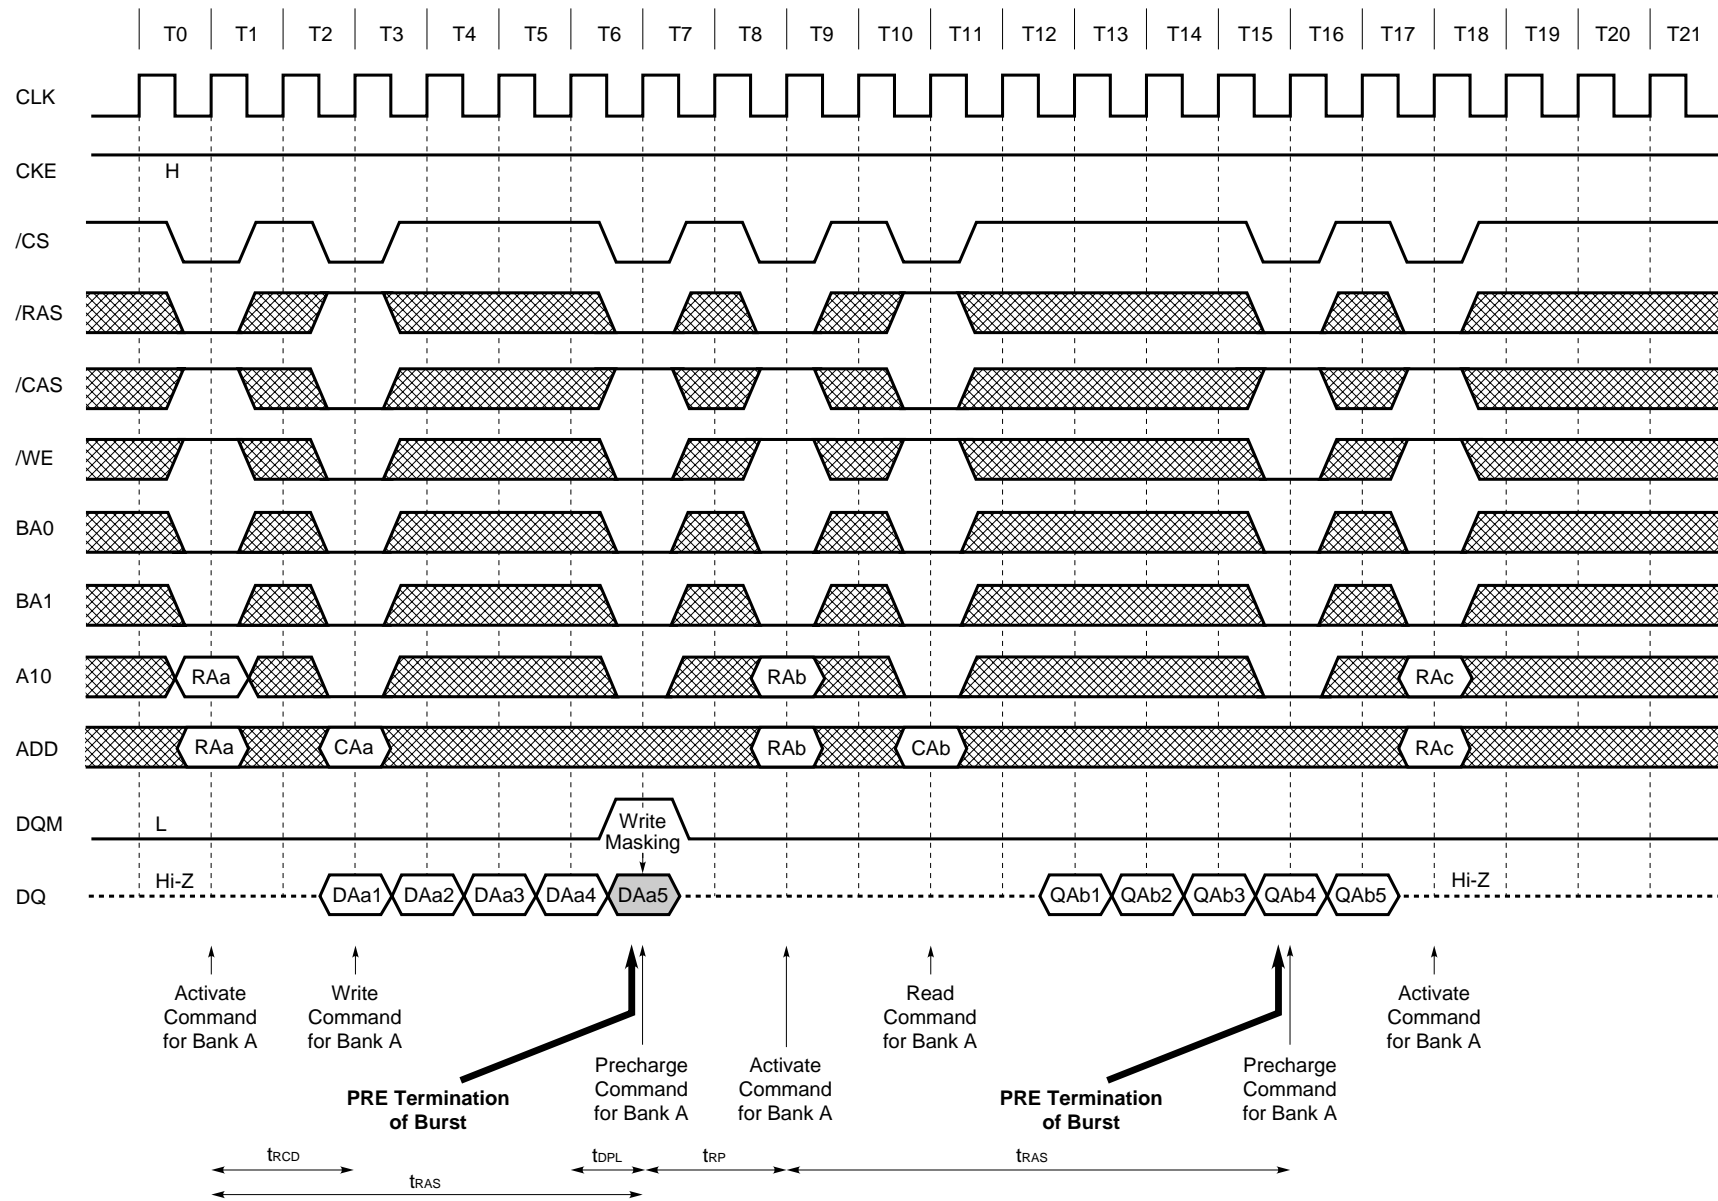 T0 T1 T2 T3 T4 T5 T6 T7 T8 T9 T10 T11 T12 T13 T14 T15 T16 T17 T18 T19 T20 T21
CLK
CKE H
/CS
/RAS
/CAS
/WE
BA0
BA1
A10 RAa RAb RAc
ADD RAa CAa RAb CAb RAc
DQM L Write
Masking
DQ Hi-Z DAa1 DAa2 DAa3 DAa4 DAa5 QAb1 QAb2 QAb3 QAb4 QAb5 Hi-Z
Activate
Command
for Bank A
Write
Command
for Bank A
PRE Termination
of Burst
Precharge
Command
for Bank A
Activate
Command
for Bank A
Read
Command
for Bank A
PRE Termination
of Burst
Precharge
Command
for Bank A
Activate
Command
for Bank A
tRCD tDPL tRP tRAS
tRAS